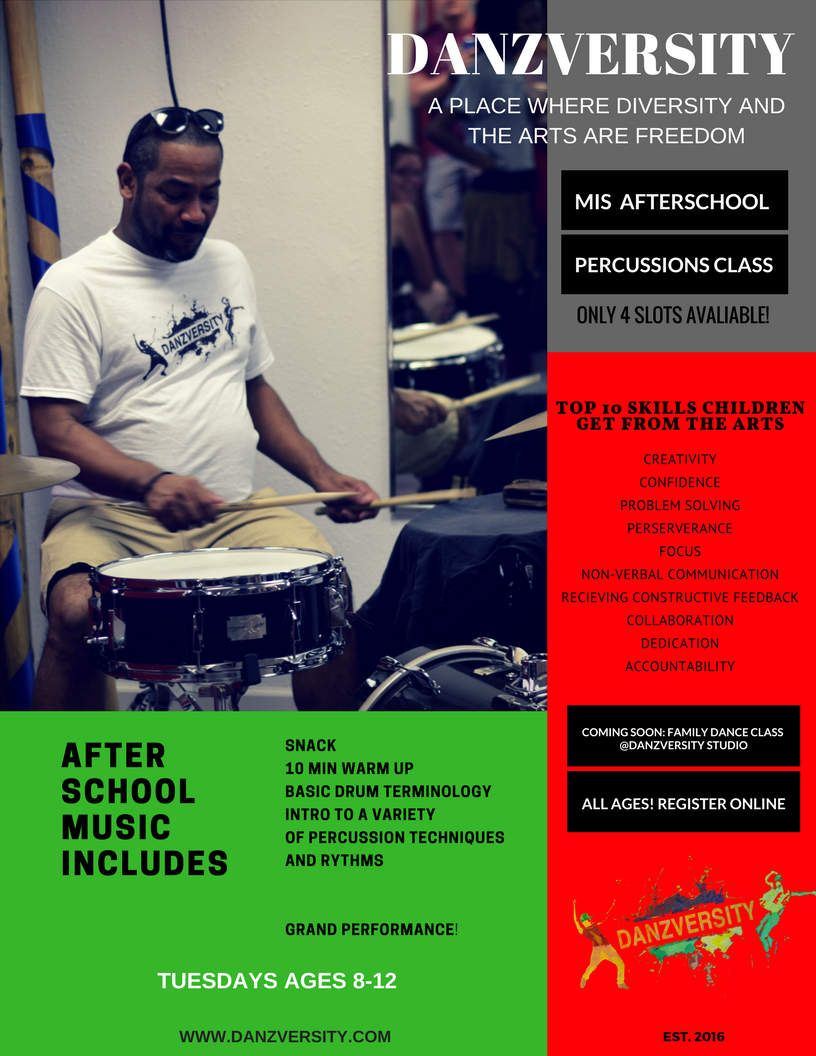 DANZVERSITY
A PLACE WHERE DIVERSITY AND
THE ARTS ARE FREEDOM
MIS AFTERSCHOOL
PERCUSSIONS CLASS
ONLY 4 SLOTS AVALIABLE!
DANZVERSITY
TOP 10 SKILLS CHILDREN
GET FROM THE ARTS
CREATIVITY
CONFIDENCE
PROBLEM SOLVING
PERSERVERANCE
FOCUS
NON-VERBAL COMMUNICATION
RECIEVING CONSTRUCTIVE FEEDBACK
COLLABORATION
DEDICATION
ACCOUNTABILITY
COMING SOON: FAMILY DANCE CLASS
@DANZVERSITY STUDIO
ALL AGES! REGISTER ONLINE
DANZVERSITY
EST. 2016
AFTER
SCHOOL
MUSIC
INCLUDES
SNACK
10 MIN WARM UP
BASIC DRUM TERMINOLOGY
INTRO TO A VARIETY
OF PERCUSSION TECHNIQUES
AND RYTHMS
GRAND PERFORMANCE!
TUESDAYS AGES 8-12
WWW.DANZVERSITY.COM